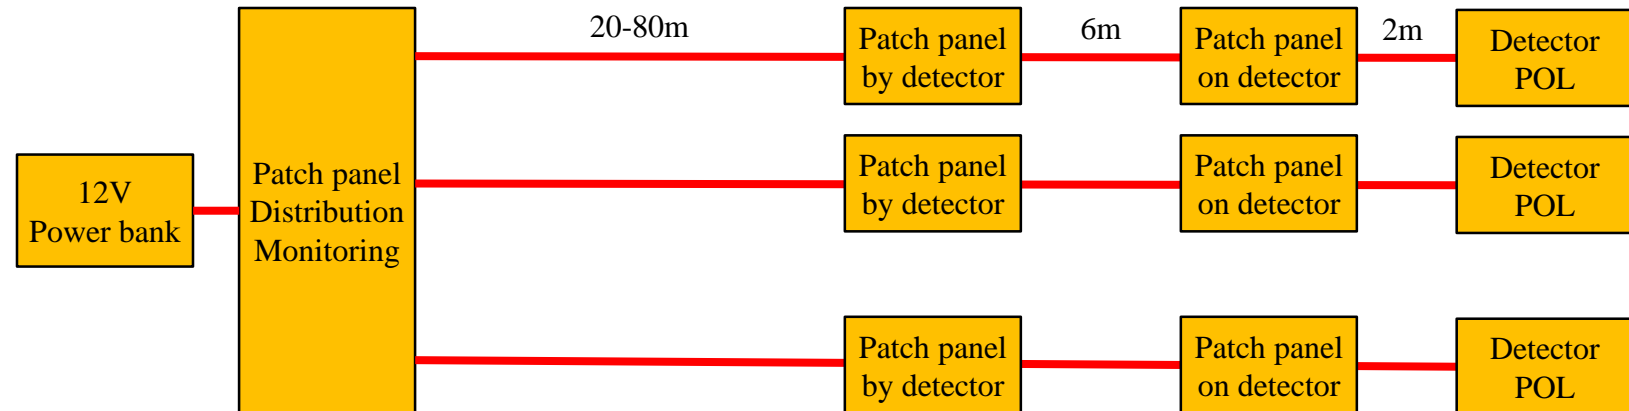 20-80m
6m
2m
Patch panel
by detector
Patch panel
on detector
Detector
POL
12V
Power bank
Patch panel
Distribution
Monitoring
Patch panel
by detector
Patch panel
on detector
Detector
POL
Patch panel
by detector
Patch panel
on detector
Detector
POL